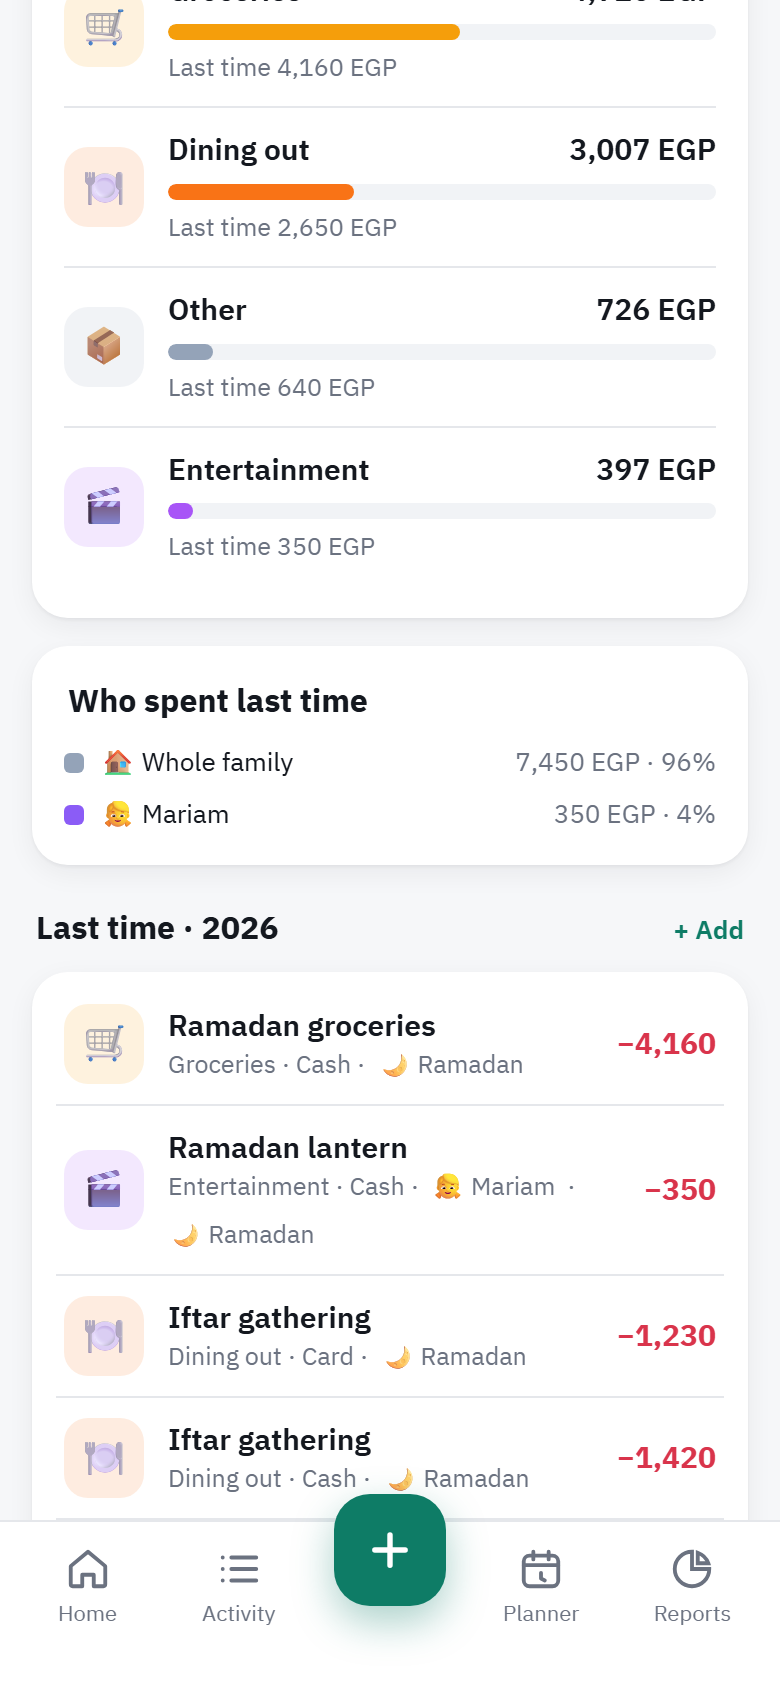 Last time 4,160 EGP
Dining out
3,007 EGP
Last time 2,650 EGP
Other
726 EGP
Last time 640 EGP
Entertainment
397 EGP
Last time 350 EGP
Who spent last time
Whole family
7,450 EGP · 96%
Mariam
350 EGP · 4%
Last time · 2026
+ Add
Ramadan groceries
−4,160
Groceries · Cash · 🌙 Ramadan
Ramadan lantern
Entertainment · Cash · 👧 Mariam ·
−350
🌙 Ramadan
Iftar gathering
−1,230
Dining out · Card · 🌙 Ramadan
Iftar gathering
−1,420
Dining out · Cash · 🌙 Ramadan
Home
Activity
Planner
Reports